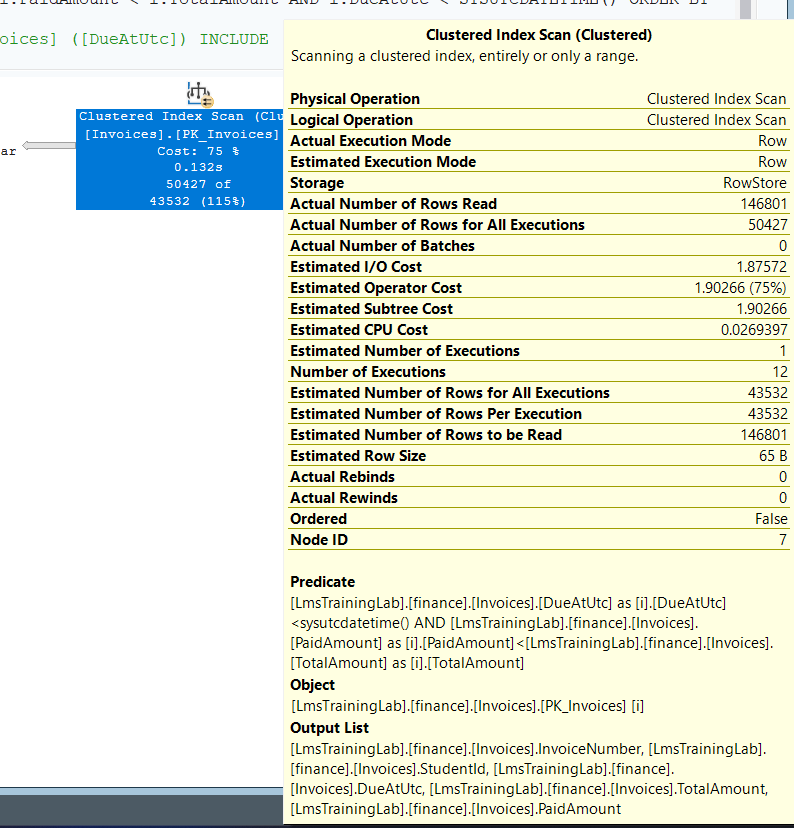 i.PaidAmount < i.TotalAmount AND i.DueAtUtc < SYSUTCDATETIME() ORDER BY
oices] ([DueAtUtc]) INCLUDE
Clustered Index Scan (Clu
[Invoices].[PK_Invoices]
Cost: 75 %
0.132s
50427 of
43532 (115%)
ar
Clustered Index Scan (Clustered)
Scanning a clustered index, entirely or only a range.
Physical Operation Clustered Index Scan
Logical Operation Clustered Index Scan
Actual Execution Mode Row
Estimated Execution Mode Row
Storage RowStore
Actual Number of Rows Read 146801
Actual Number of Rows for All Executions 50427
Actual Number of Batches 0
Estimated I/O Cost 1.87572
Estimated Operator Cost 1.90266 (75%)
Estimated Subtree Cost 1.90266
Estimated CPU Cost 0.0269397
Estimated Number of Executions 1
Number of Executions 12
Estimated Number of Rows for All Executions 43532
Estimated Number of Rows Per Execution 43532
Estimated Number of Rows to be Read 146801
Estimated Row Size 65 B
Actual Rebinds 0
Actual Rewinds 0
Ordered False
Node ID 7
Predicate
[LmsTrainingLab].[finance].[Invoices].[DueAtUtc] as [i].[DueAtUtc]
<sysutcdatetime() AND [LmsTrainingLab].[finance].[Invoices].
[PaidAmount] as [i].[PaidAmount]<[LmsTrainingLab].[finance].[Invoices].
[TotalAmount] as [i].[TotalAmount]
Object
[LmsTrainingLab].[finance].[Invoices].[PK_Invoices] [i]
Output List
[LmsTrainingLab].[finance].[Invoices].InvoiceNumber, [LmsTrainingLab].
[finance].[Invoices].StudentId, [LmsTrainingLab].[finance].
[Invoices].DueAtUtc, [LmsTrainingLab].[finance].[Invoices].TotalAmount,
[LmsTrainingLab].[finance].[Invoices].PaidAmount